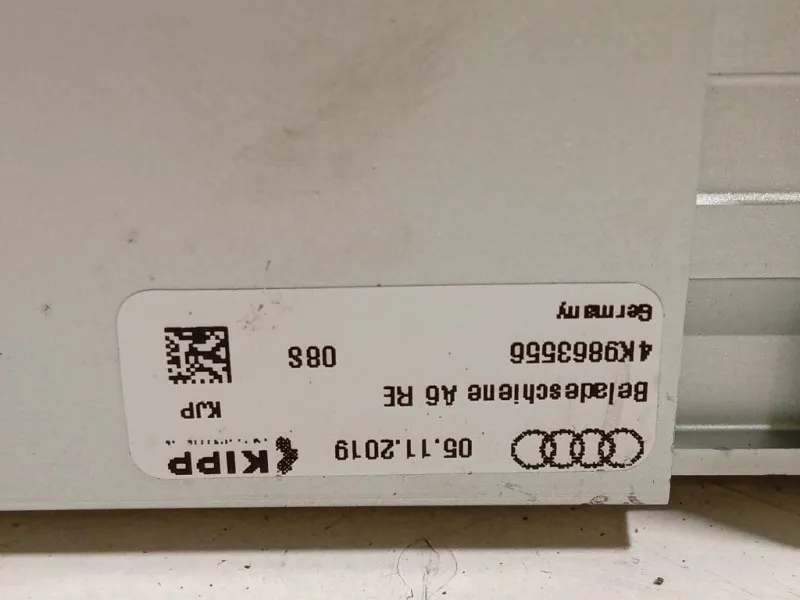 05.11.2019 KIPP
Beladeschiene A6 RE KJP
4K9863556 08S
Germany